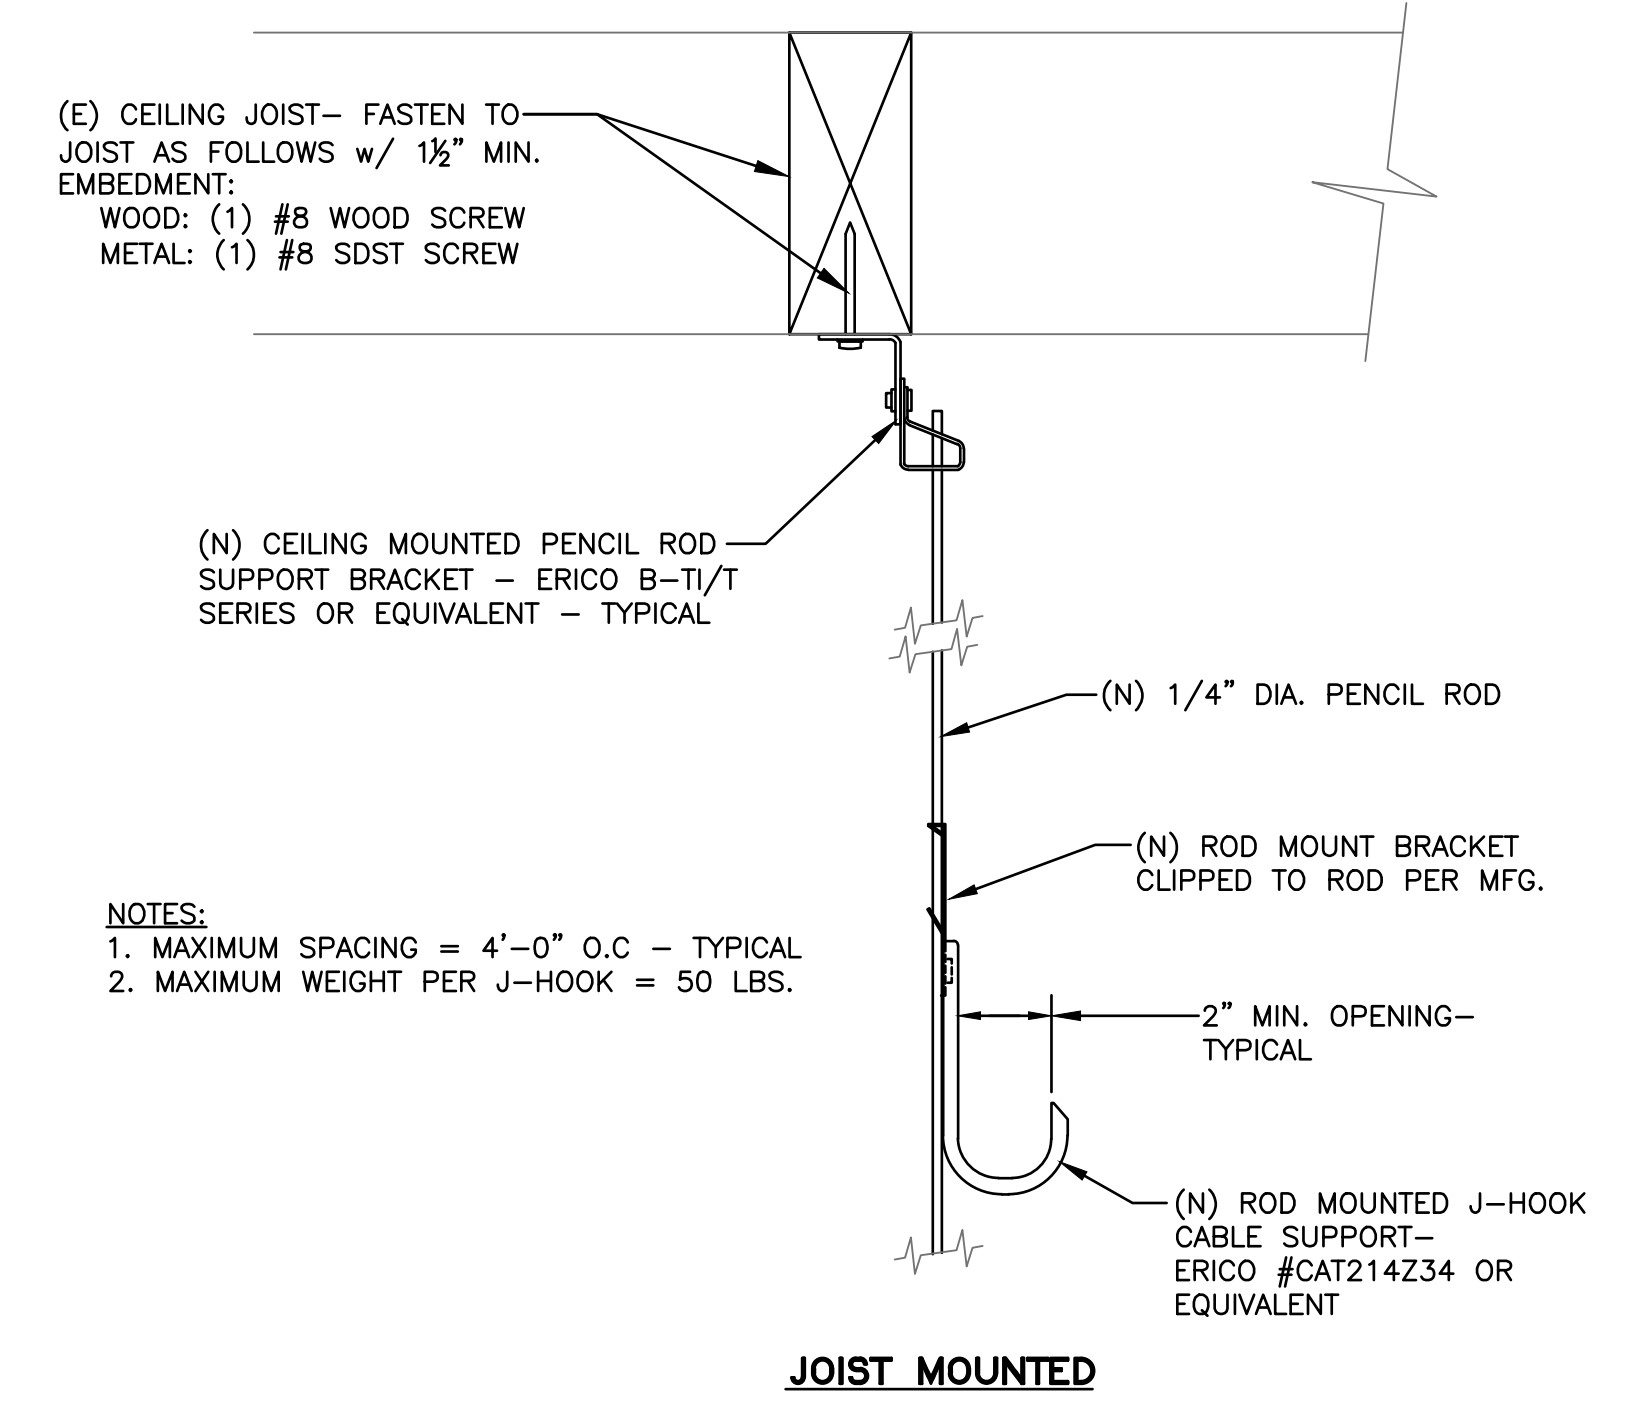 (E) CEILING JOIST- FASTEN TO
JOIST AS FOLLOWS w/ 1½" MIN.
EMBEDMENT:
WOOD: (1) #8 WOOD SCREW
METAL: (1) #8 SDST SCREW
(N) CEILING MOUNTED PENCIL ROD
SUPPORT BRACKET - ERICO B-TI/T
SERIES OR EQUIVALENT - TYPICAL
(N) 1/4" DIA. PENCIL ROD
(N) ROD MOUNT BRACKET
CLIPPED TO ROD PER MFG.
NOTES:
1. MAXIMUM SPACING = 4'-0" O.C - TYPICAL
2. MAXIMUM WEIGHT PER J-HOOK = 50 LBS.
2" MIN. OPENING-
TYPICAL
(N) ROD MOUNTED J-HOOK
CABLE SUPPORT-
ERICO #CAT214Z34 OR
EQUIVALENT
JOIST MOUNTED